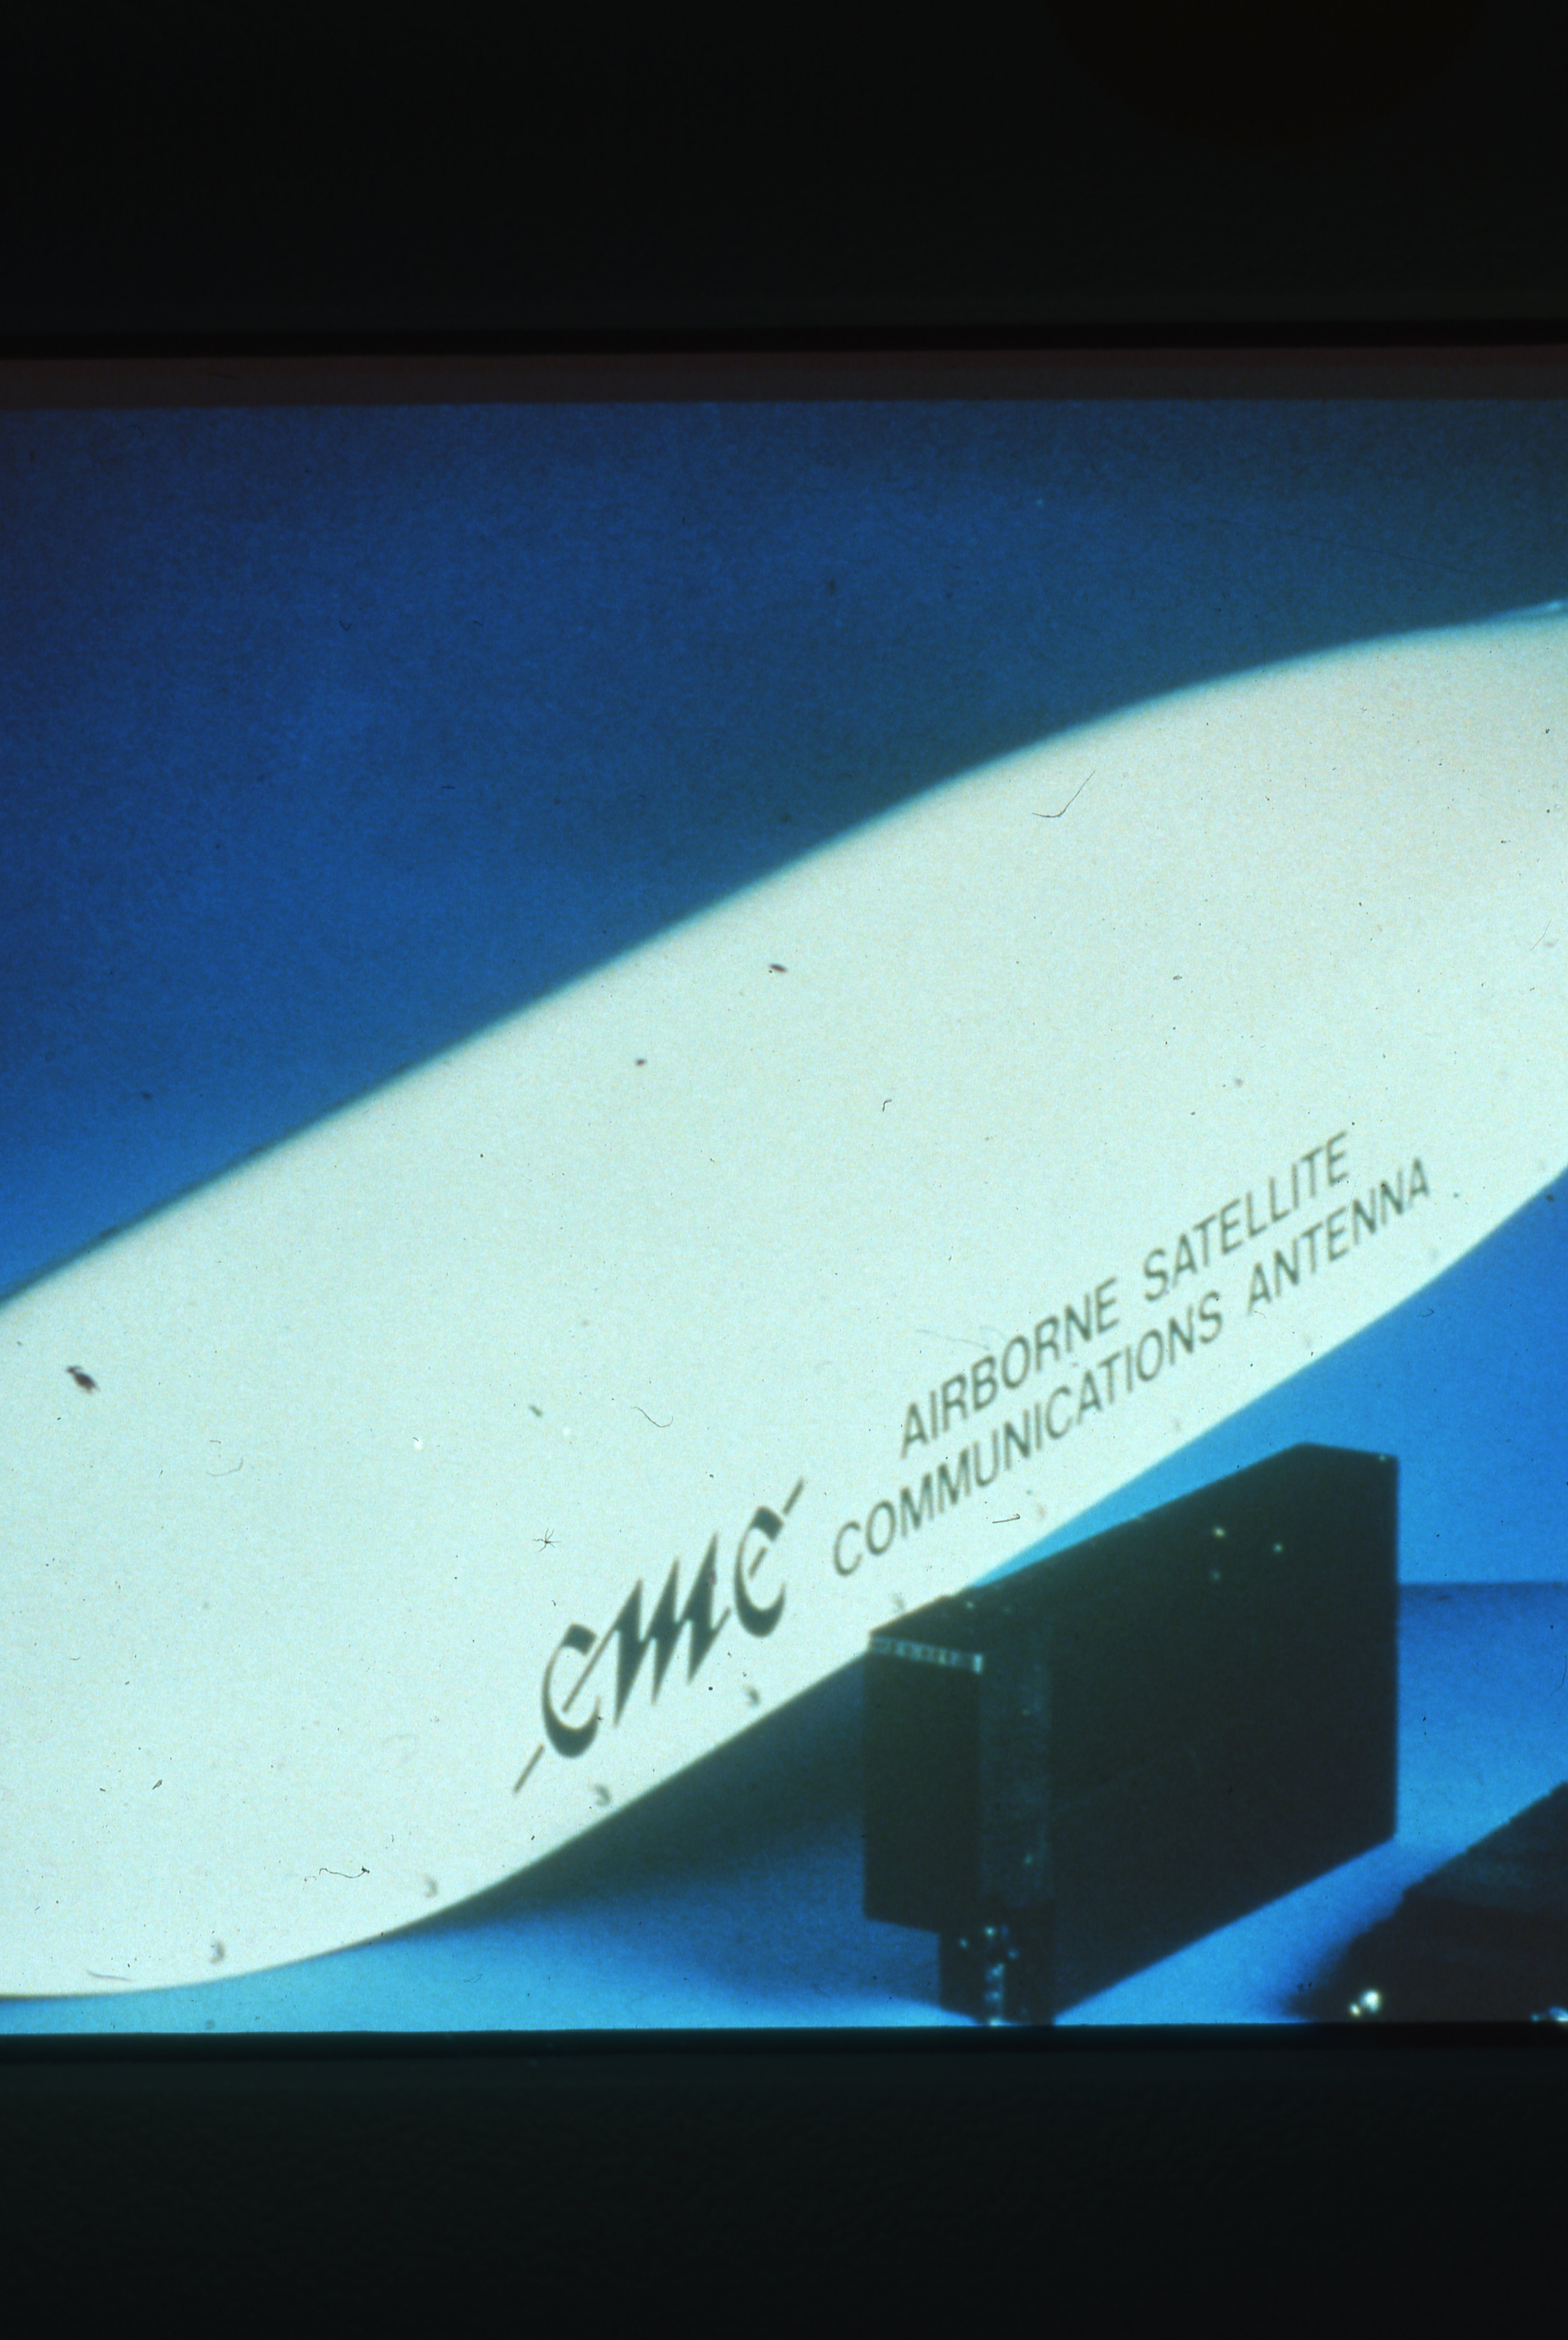 AIRBORNE SATELLITE
COMMUNICATIONS ANTENNA
CMC